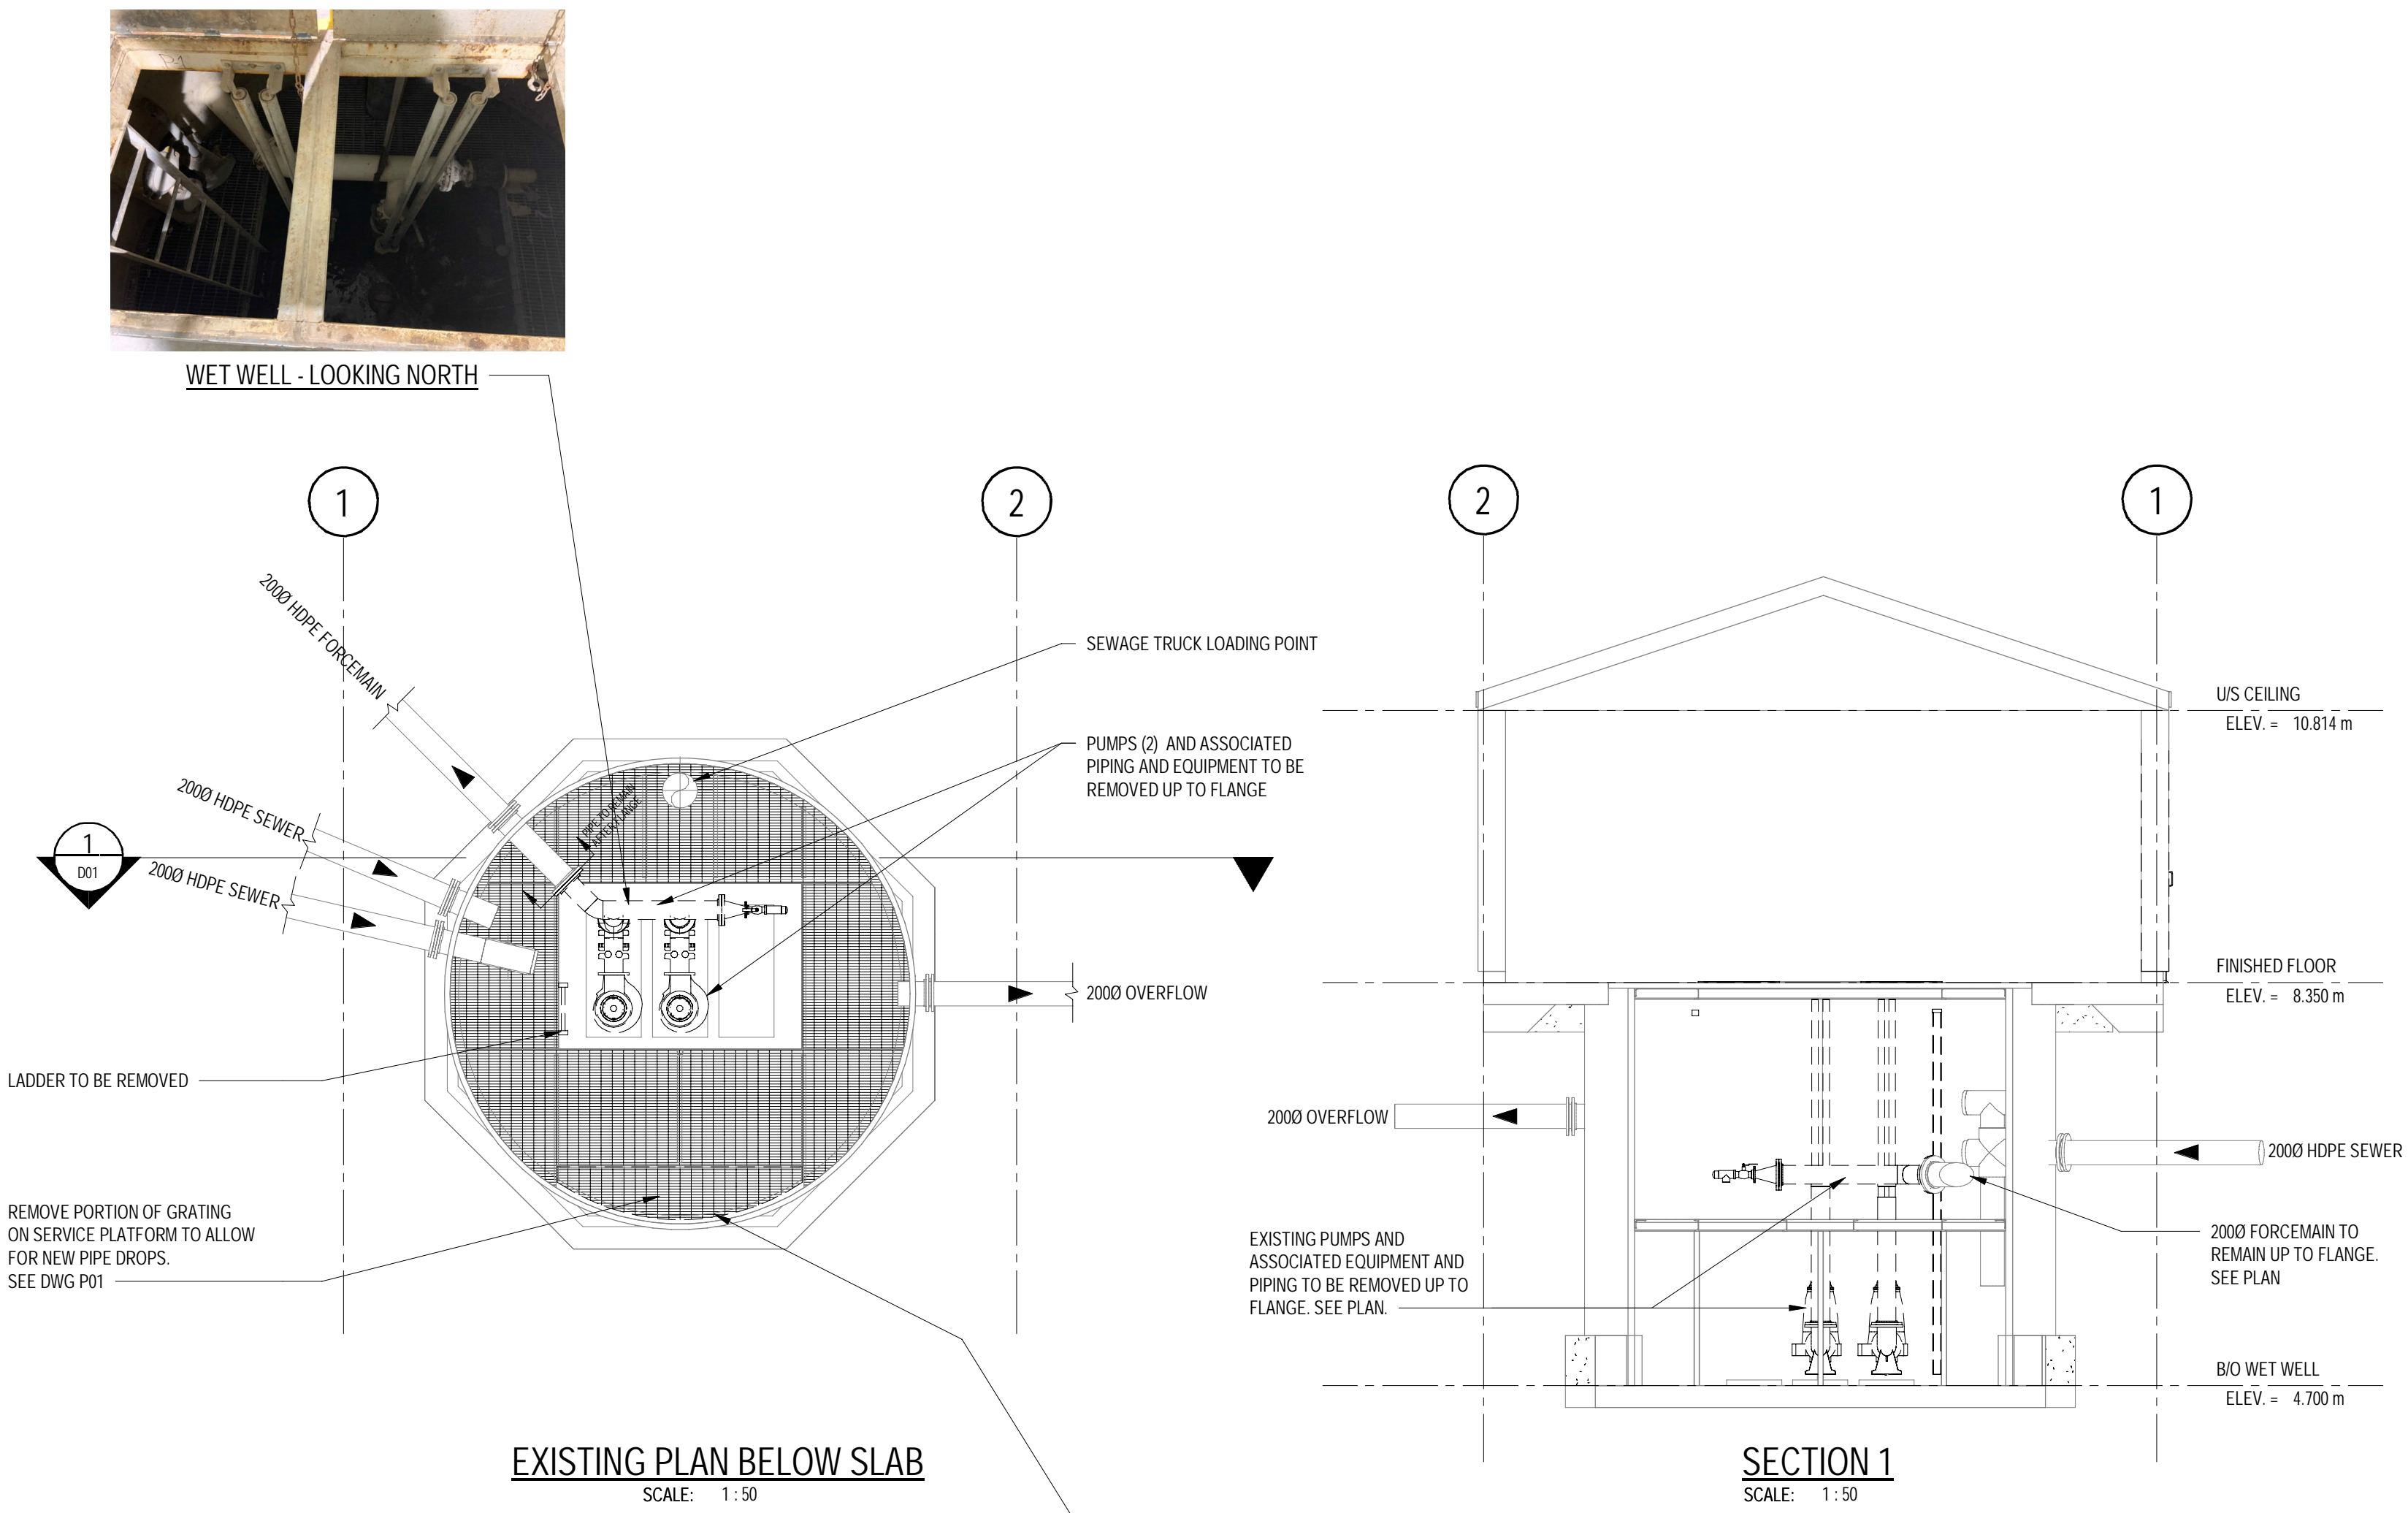 WET WELL - LOOKING NORTH
1
2
2
1
200Ø HDPE FORCEMAIN
SEWAGE TRUCK LOADING POINT
U/S CEILING
ELEV. = 10.814 m
PUMPS (2) AND ASSOCIATED
PIPING AND EQUIPMENT TO BE
REMOVED UP TO FLANGE
200Ø HDPE SEWER
PIPE TO REMAIN
AFTER FLANGE
1
D01
200Ø HDPE SEWER
FINISHED FLOOR
ELEV. = 8.350 m
200Ø OVERFLOW
LADDER TO BE REMOVED
200Ø OVERFLOW
200Ø HDPE SEWER
REMOVE PORTION OF GRATING
ON SERVICE PLATFORM TO ALLOW
FOR NEW PIPE DROPS.
SEE DWG P01
EXISTING PUMPS AND
ASSOCIATED EQUIPMENT AND
PIPING TO BE REMOVED UP TO
FLANGE. SEE PLAN.
200Ø FORCEMAIN TO
REMAIN UP TO FLANGE.
SEE PLAN
B/O WET WELL
ELEV. = 4.700 m
EXISTING PLAN BELOW SLAB
SCALE: 1 : 50
SECTION 1
SCALE: 1 : 50